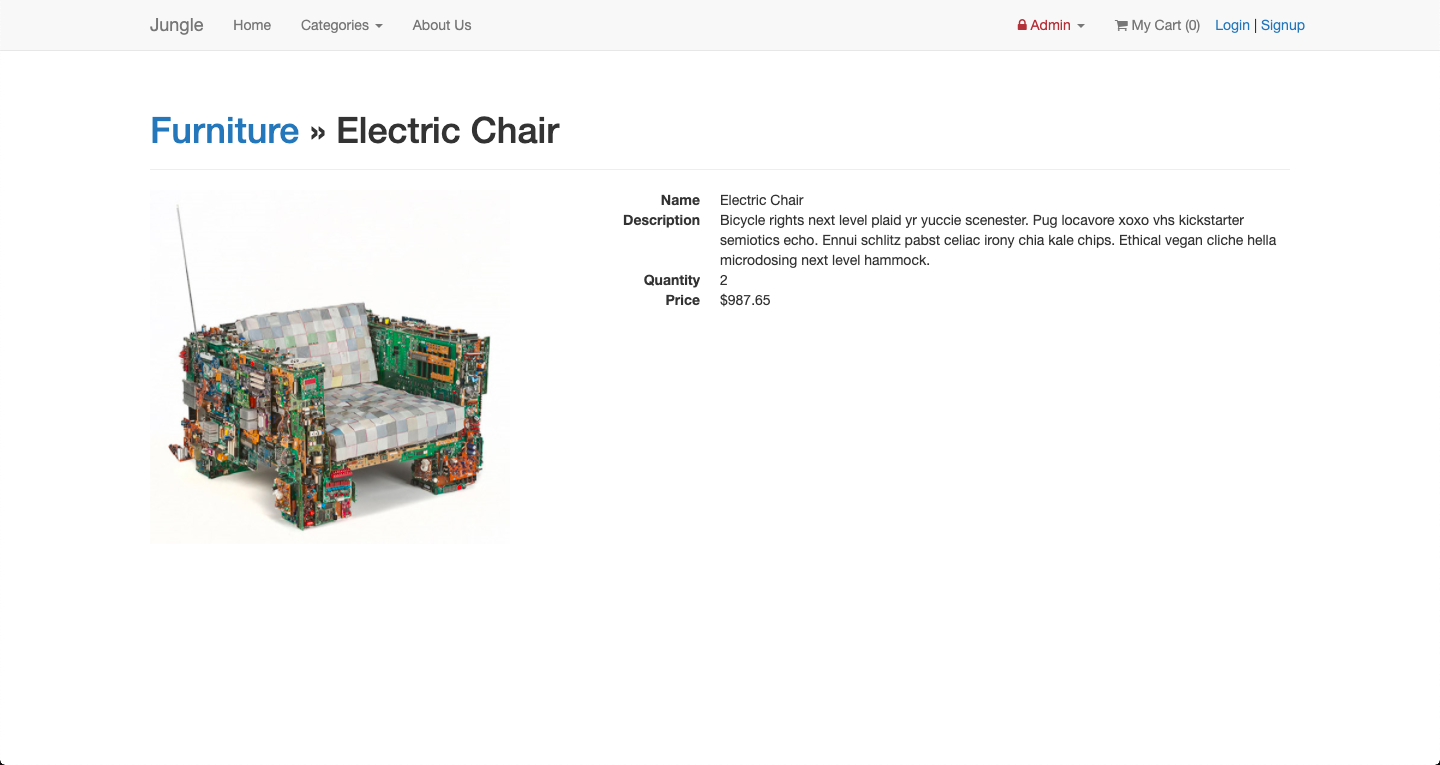 Jungle Home Categories About Us Admin My Cart (0) Login | Signup
Furniture » Electric Chair
Name Electric Chair
Description Bicycle rights next level plaid yr yuccie scenester. Pug locavore xoxo vhs kickstarter
semiotics echo. Ennui schlitz pabst celiac irony chia kale chips. Ethical vegan cliche hella
microdosing next level hammock.
Quantity 2
Price $987.65